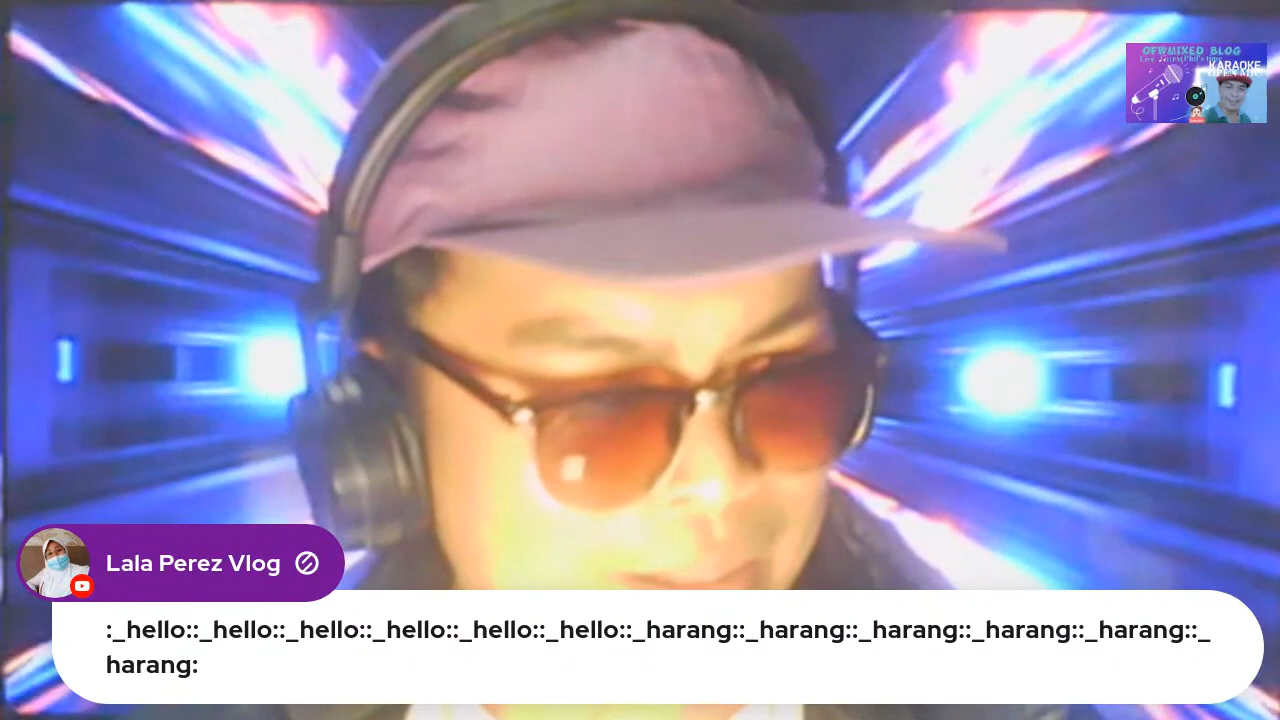 OFWMIXED BLOG
KARAOKE
Lala Perez Vlog
:_hello::_hello::_hello::_hello::_hello::_hello::_harang::_harang::_harang::_harang::_harang::_
harang: